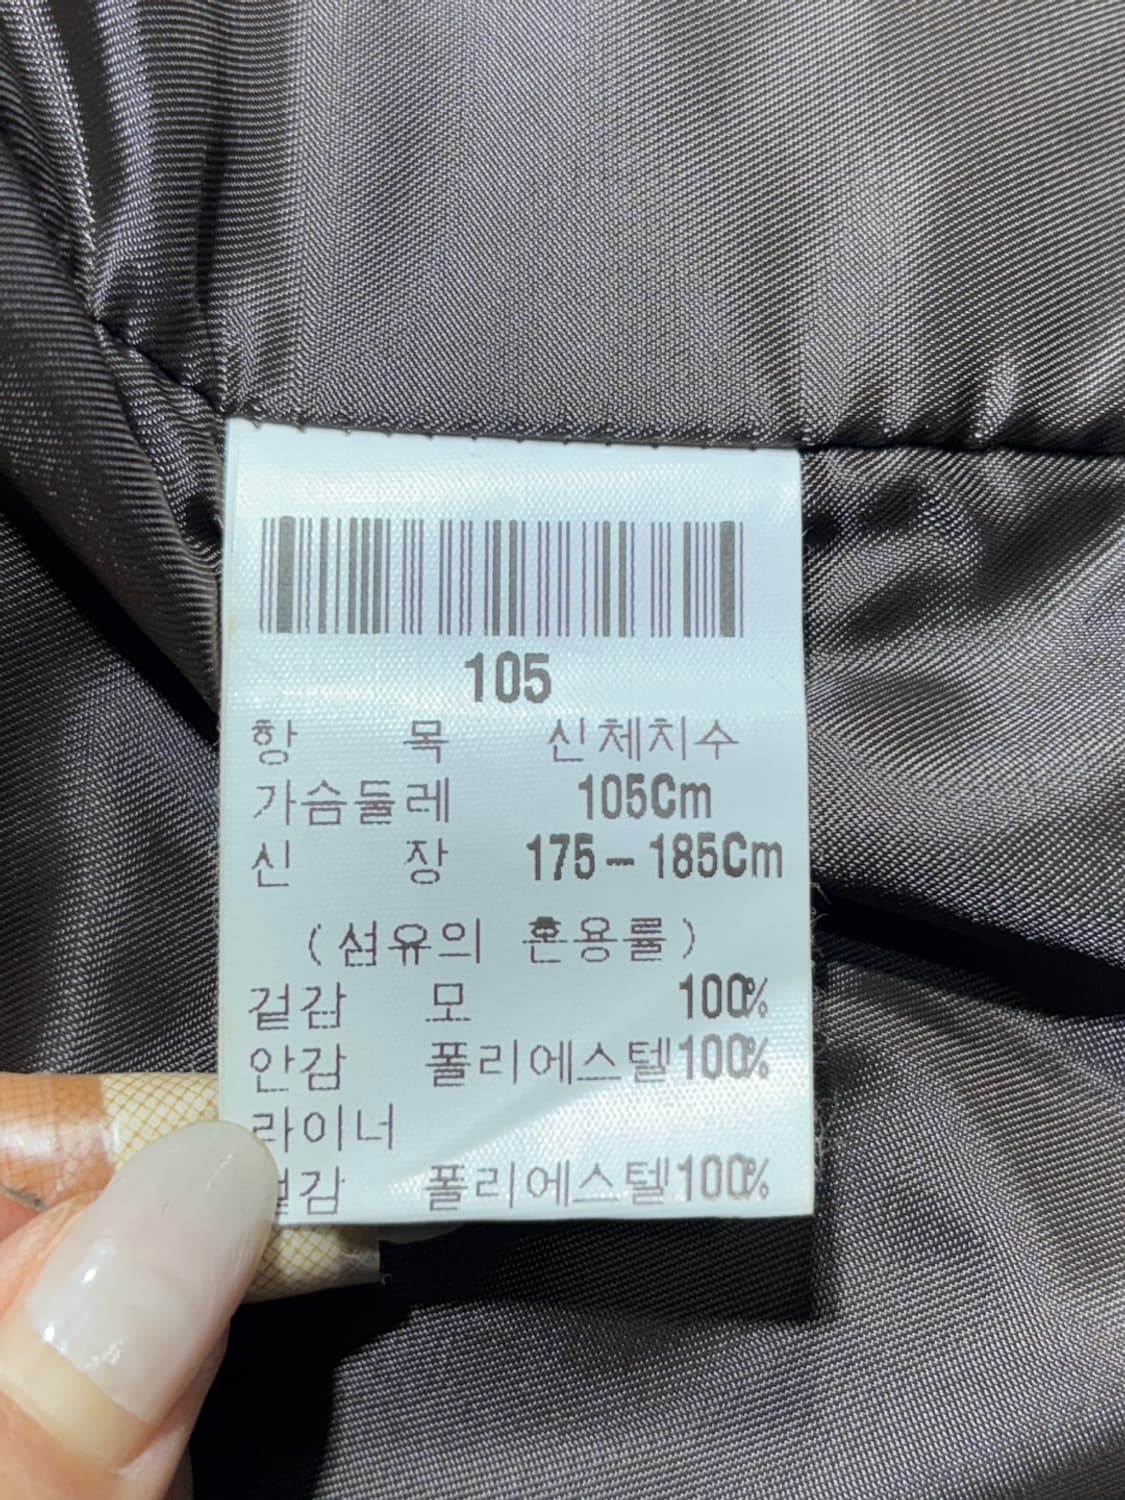 105
항 목 신체치수
가슴둘레 105Cm
신 장 175-185Cm
(섬유의 혼용률)
겉감 모 100%
안감 폴리에스텔100%
라이너
겉감 폴리에스텔100%